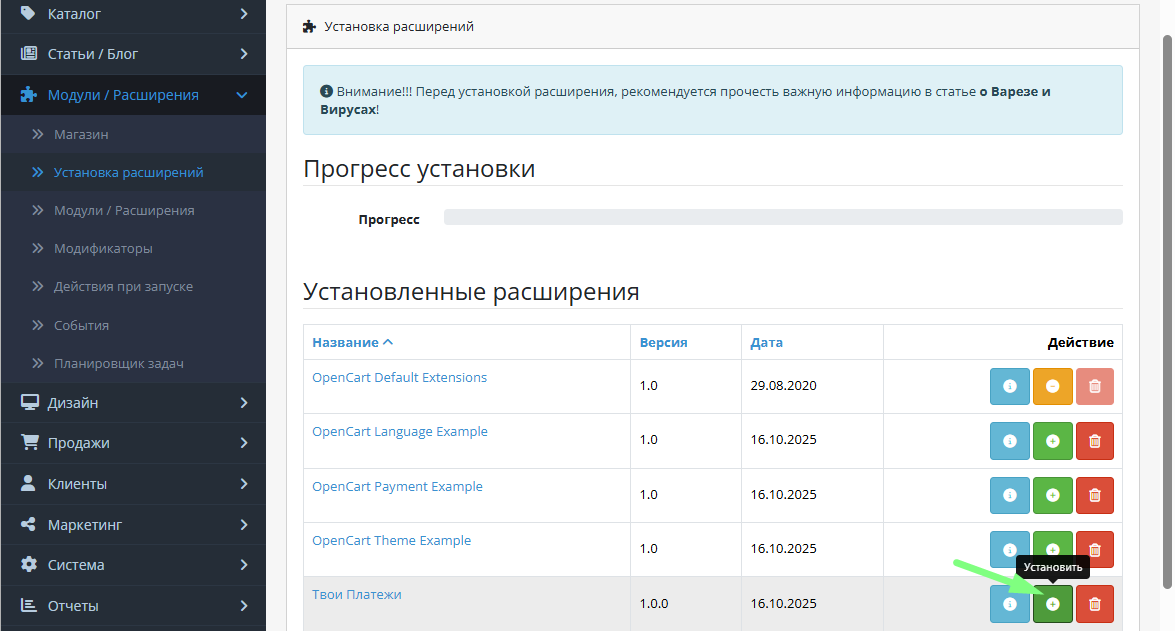 Каталог
Статьи / Блог
Модули / Расширения
Магазин
Установка расширений
Модули / Расширения
Модификаторы
Действия при запуске
События
Планировщик задач
Дизайн
Продажи
Клиенты
Маркетинг
Система
Отчеты
Установка расширений
Внимание!!! Перед установкой расширения, рекомендуется прочесть важную информацию в статье о Варезе и
Вирусах!
Прогресс установки
Прогресс
Установленные расширения
Название Версия Дата Действие
OpenCart Default Extensions 1.0 29.08.2020
OpenCart Language Example 1.0 16.10.2025
OpenCart Payment Example 1.0 16.10.2025
OpenCart Theme Example 1.0 16.10.2025
Установить
Твои Платежи 1.0.0 16.10.2025